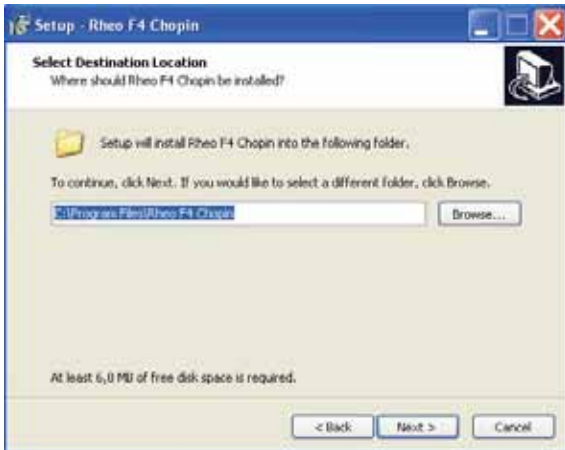 Setup - Rheo F4 Chopin
Select Destination Location
Where should Rheo F4 Chopin be installed?
Setup will install Rheo F4 Chopin into the following folder.
To continue, click Next. If you would like to select a different folder, click Browse.
C:\Program Files\Rheo F4 Chopin
Browse...
At least 6,0 MB of free disk space is required.
< Back
Next >
Cancel